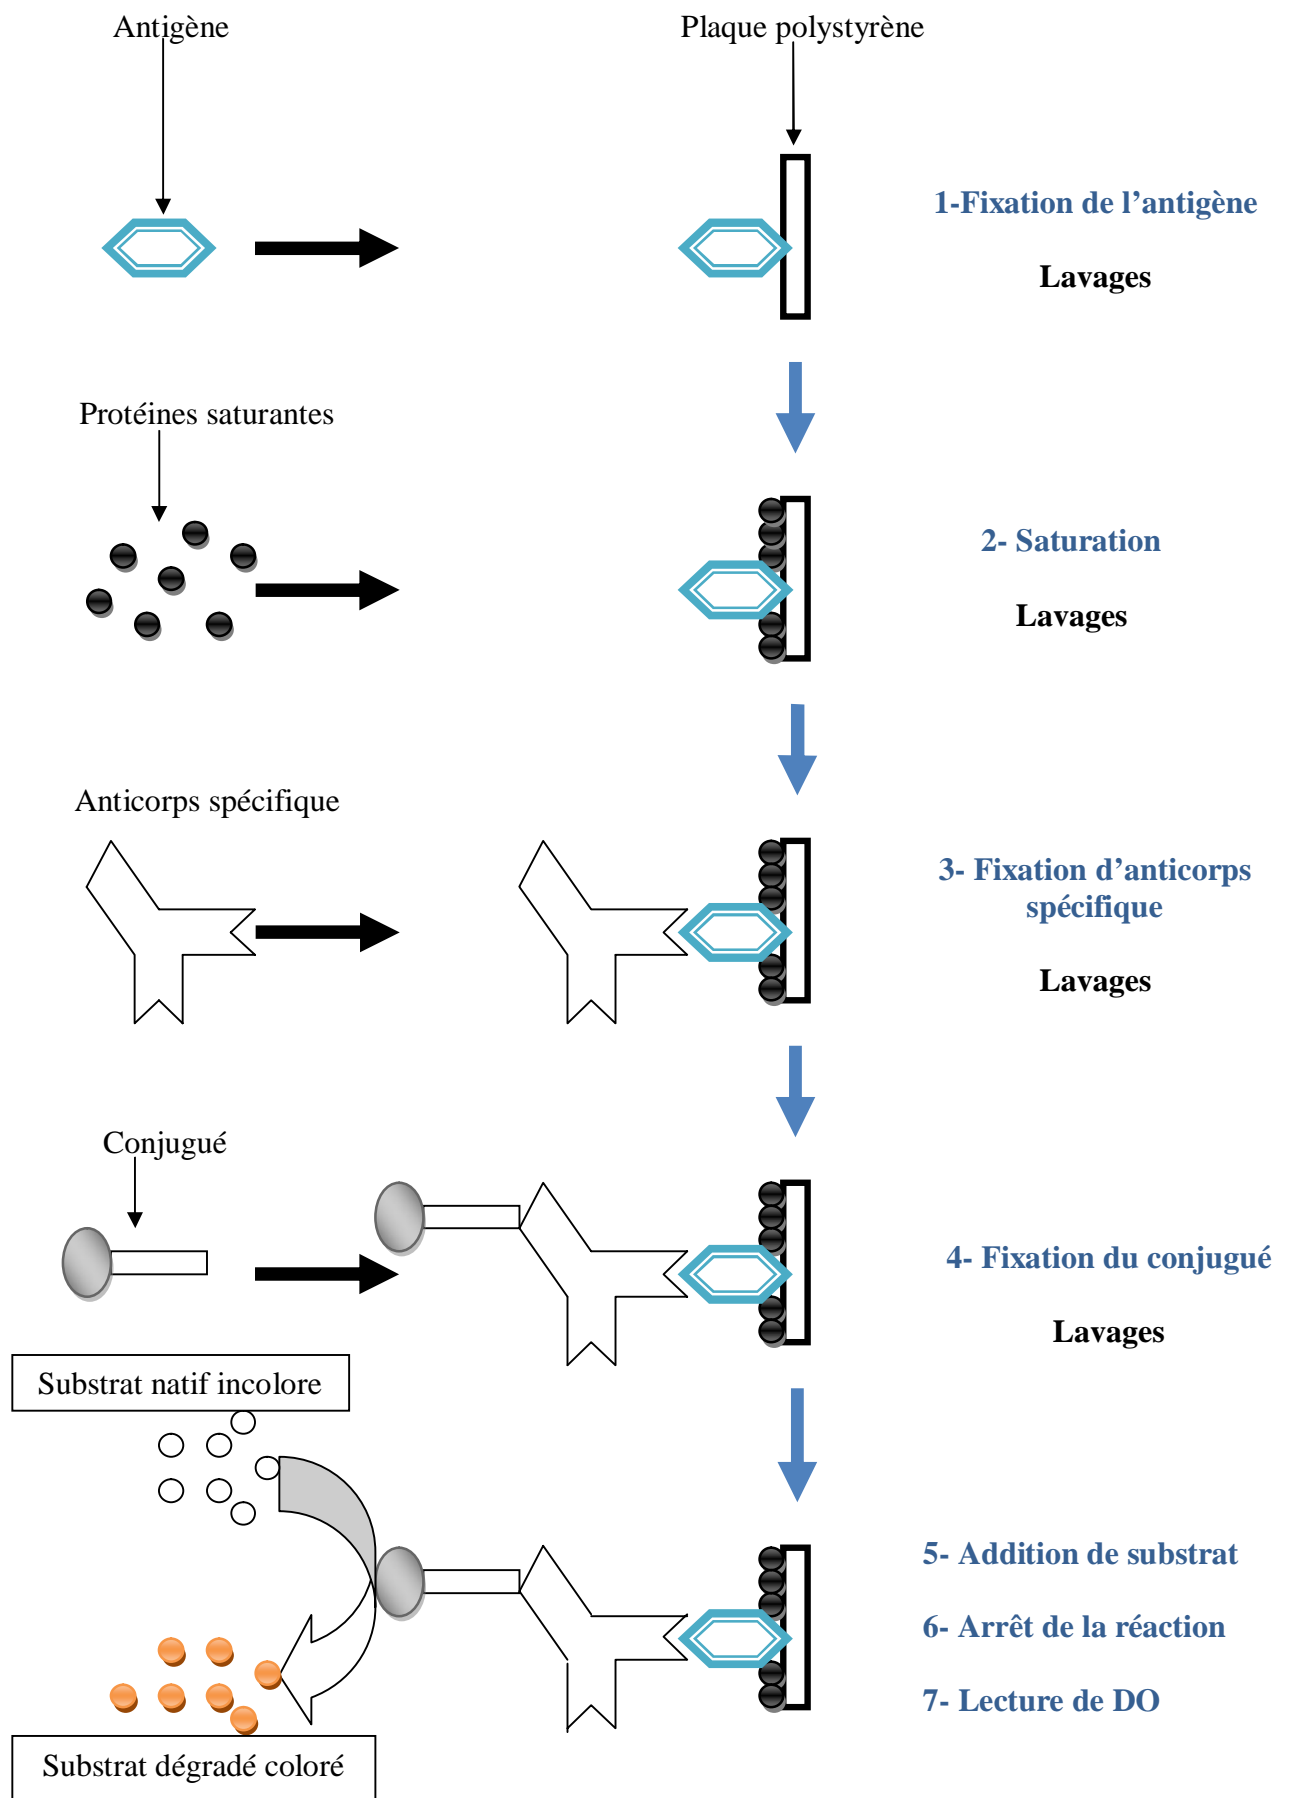 Antigène
Plaque polystyrène
1-Fixation de l’antigène
Lavages
Protéines saturantes
2- Saturation
Lavages
Anticorps spécifique
3- Fixation d’anticorps
spécifique
Lavages
Conjugué
4- Fixation du conjugué
Lavages
Substrat natif incolore
5- Addition de substrat
6- Arrêt de la réaction
7- Lecture de DO
Substrat dégradé coloré